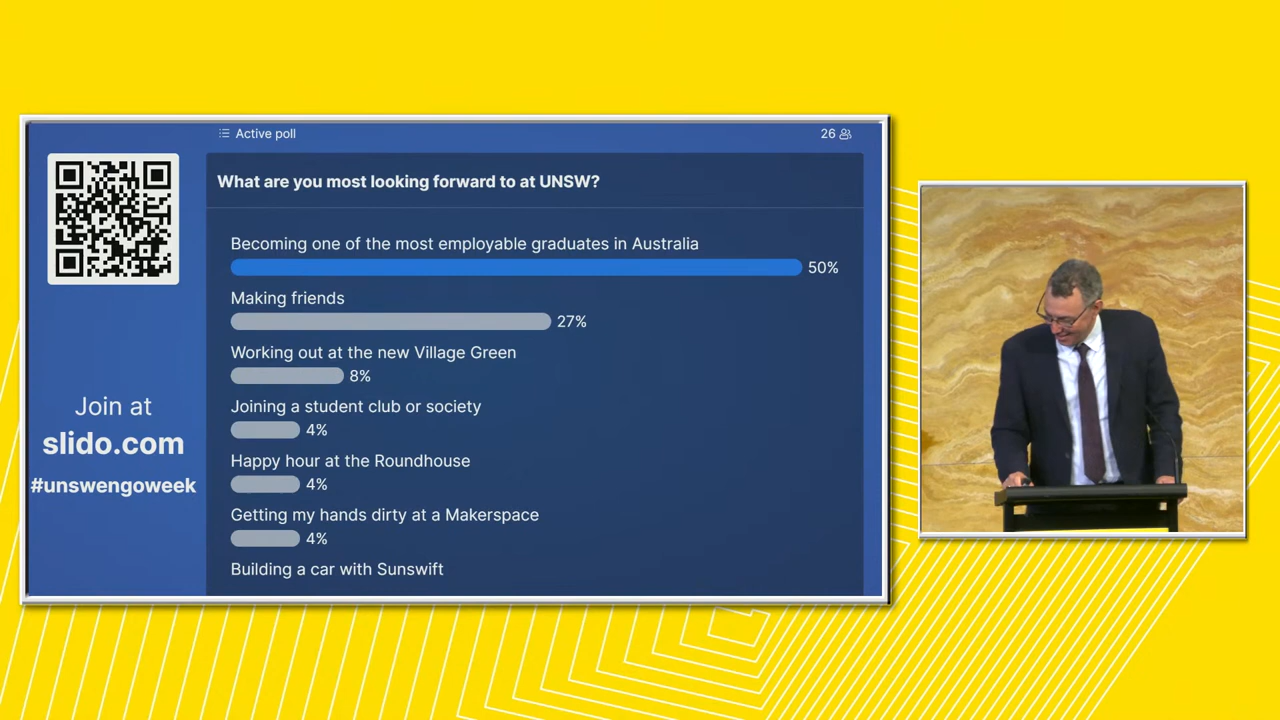 Active poll
26
What are you most looking forward to at UNSW?
Becoming one of the most employable graduates in Australia
50%
Making friends
27%
Working out at the new Village Green
8%
Joining a student club or society
4%
Happy hour at the Roundhouse
4%
Getting my hands dirty at a Makerspace
4%
Building a car with Sunswift
Join at
slido.com
#unswengoweek